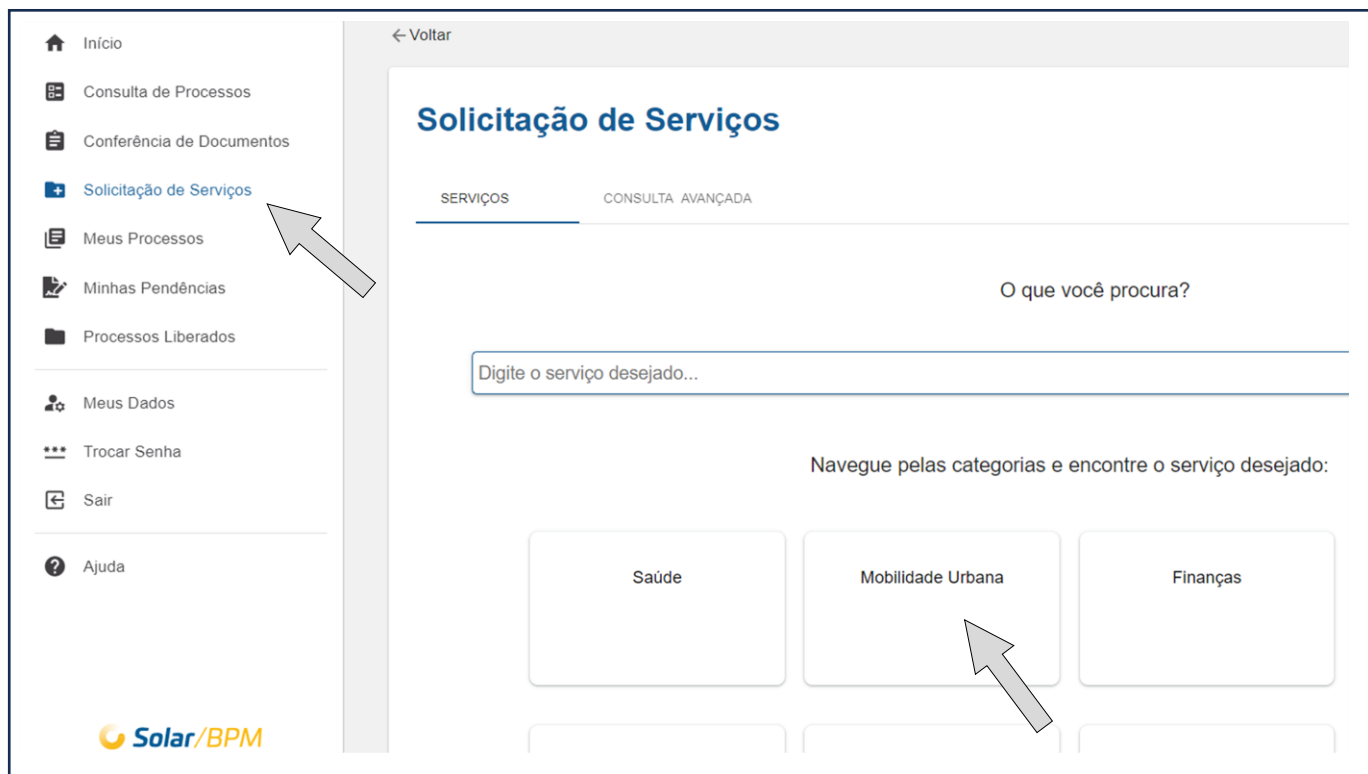 Início
Consulta de Processos
Conferência de Documentos
Solicitação de Serviços
Meus Processos
Minhas Pendências
Processos Liberados
Meus Dados
Trocar Senha
Sair
Ajuda
Solar/BPM
Voltar
Solicitação de Serviços
SERVIÇOS CONSULTA AVANÇADA
O que você procura?
Digite o serviço desejado...
Navegue pelas categorias e encontre o serviço desejado:
Saúde Mobilidade Urbana Finanças